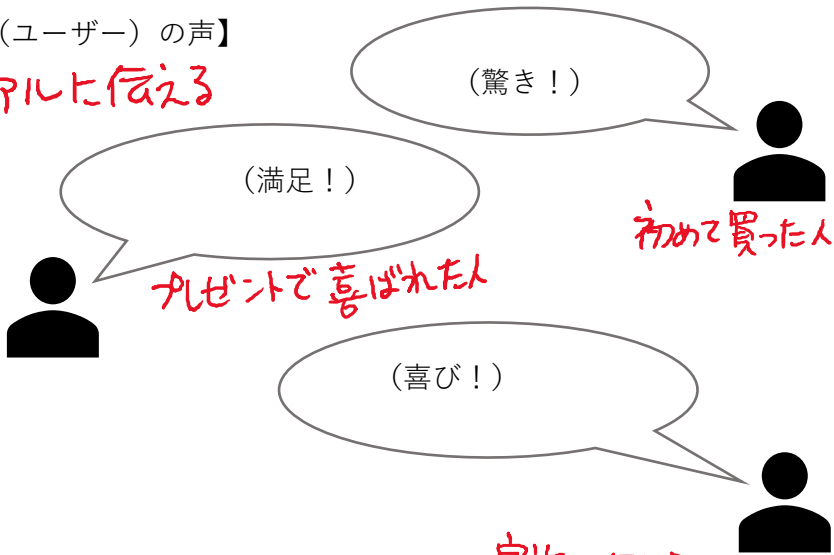 （ユーザー）の声】
アルに伝える
（驚き！）
（満足！）
初めて買った人
プレゼントで喜ばれた人
（喜び！）